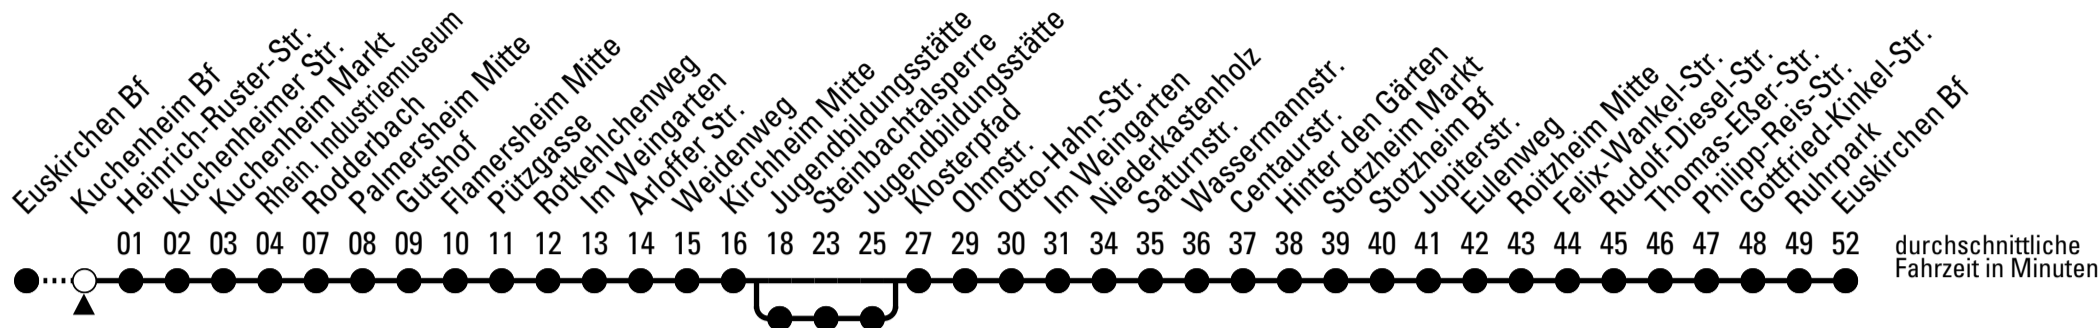 Euskirchen Bf
Kuchenheim Bf
Heinrich-Ruster-Str.
Kuchenheimer Str.
Kuchenheim Markt
Rhein. Industriemuseum
Rodderbach
Palmersheim Mitte
Gutshof
Flamersheim Mitte
Pützgasse
Rotkehlchenweg
Im Weingarten
Arloffer Str.
Weidenweg
Kirchheim Mitte
Jugendbildungsstätte
Steinbachtalsperre
Jugendbildungsstätte
Klosterpfad
Ohmstr.
Otto-Hahn-Str.
Im Weingarten
Niederkastenholz
Saturnstr.
Wassermannstr.
Centaurstr.
Hinter den Gärten
Stotzheim Markt
Stotzheim Bf
Jupiterstr.
Eulenweg
Roitzheim Mitte
Felix-Wankel-Str.
Rudolf-Diesel-Str.
Thomas-Eßer-Str.
Philipp-Reis-Str.
Gottfried-Kinkel-Str.
Ruhrpark
Euskirchen Bf
01 02 03 04 07 08 09 10 11 12 13 14 15 16 18 23 25 27 29 30 31 34 35 36 37 38 39 40 41 42 43 44 45 46 47 48 49 52
durchschnittliche
Fahrzeit in Minuten